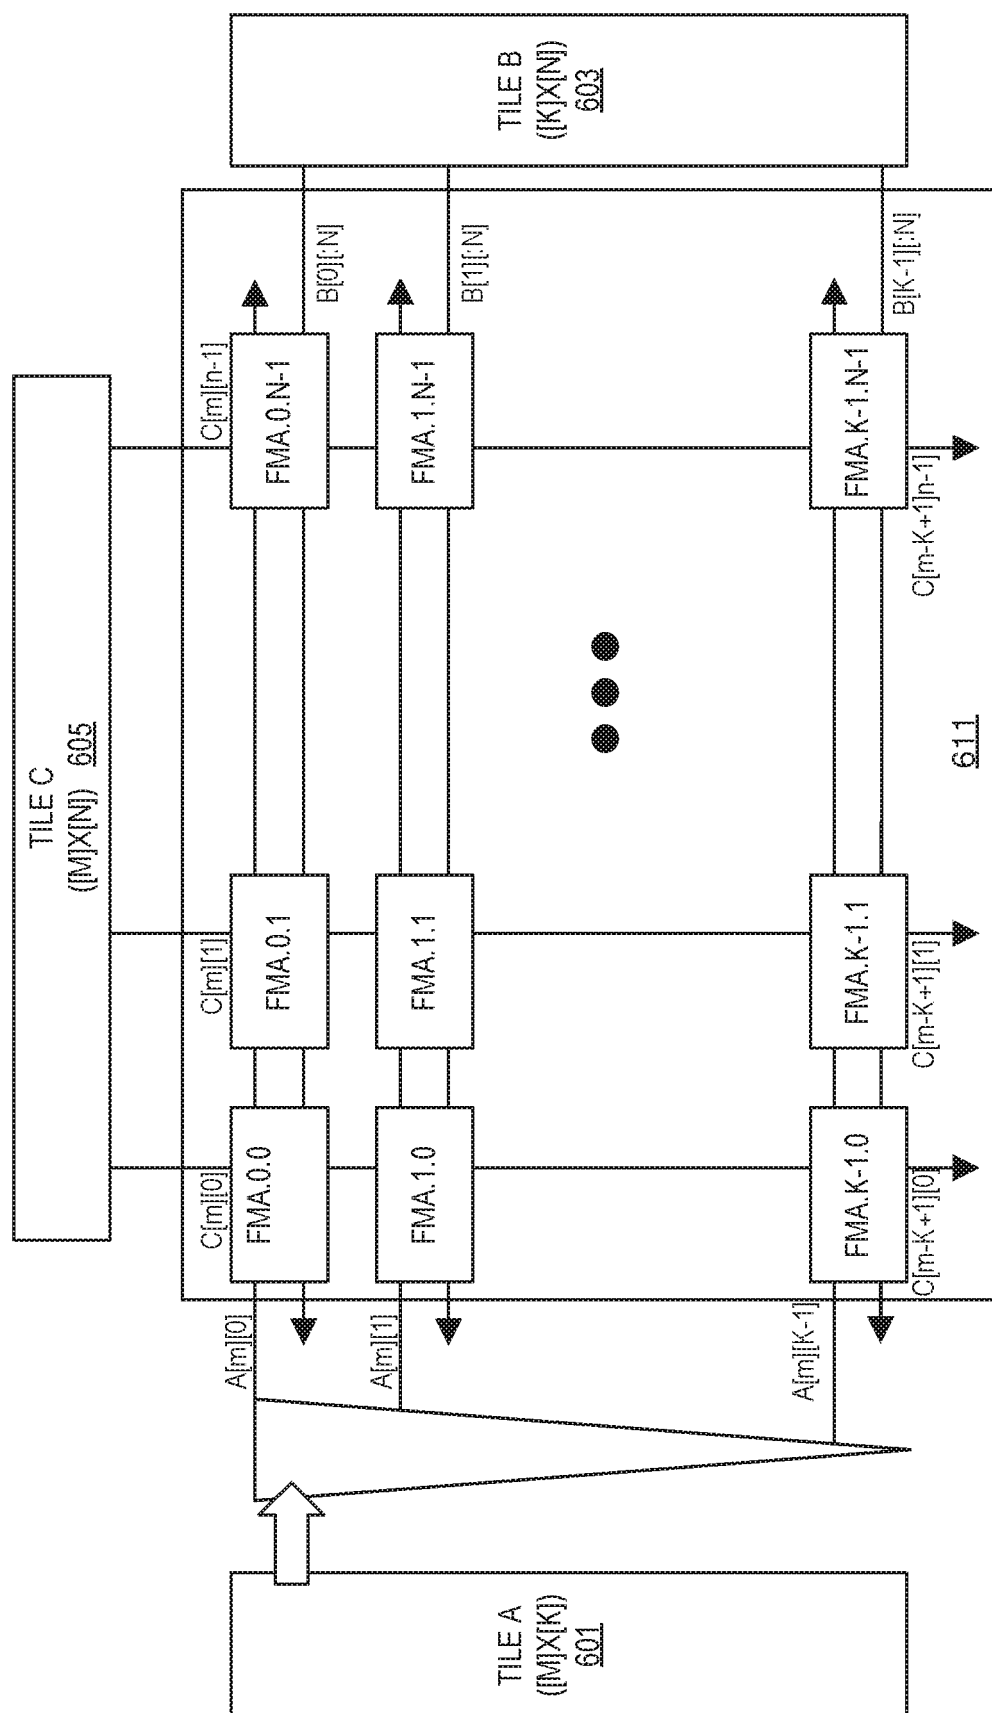 TILE C
([M]X[N]) 605
TILE A
([M]X[K])
601
TILE B
([K]X[N])
603
C[m][0]
C[m][1]
C[m][n-1]
A[m][0]
FMA.0.0
FMA.0.1
FMA.0.N-1
B[0][:N]
A[m][1]
FMA.1.0
FMA.1.1
FMA.1.N-1
B[1][:N]
A[m][K-1]
FMA.K-1.0
FMA.K-1.1
FMA.K-1.N-1
B[K-1][:N]
C[m-K+1][0]
C[m-K+1][1]
C[m-K+1]n-1]
611